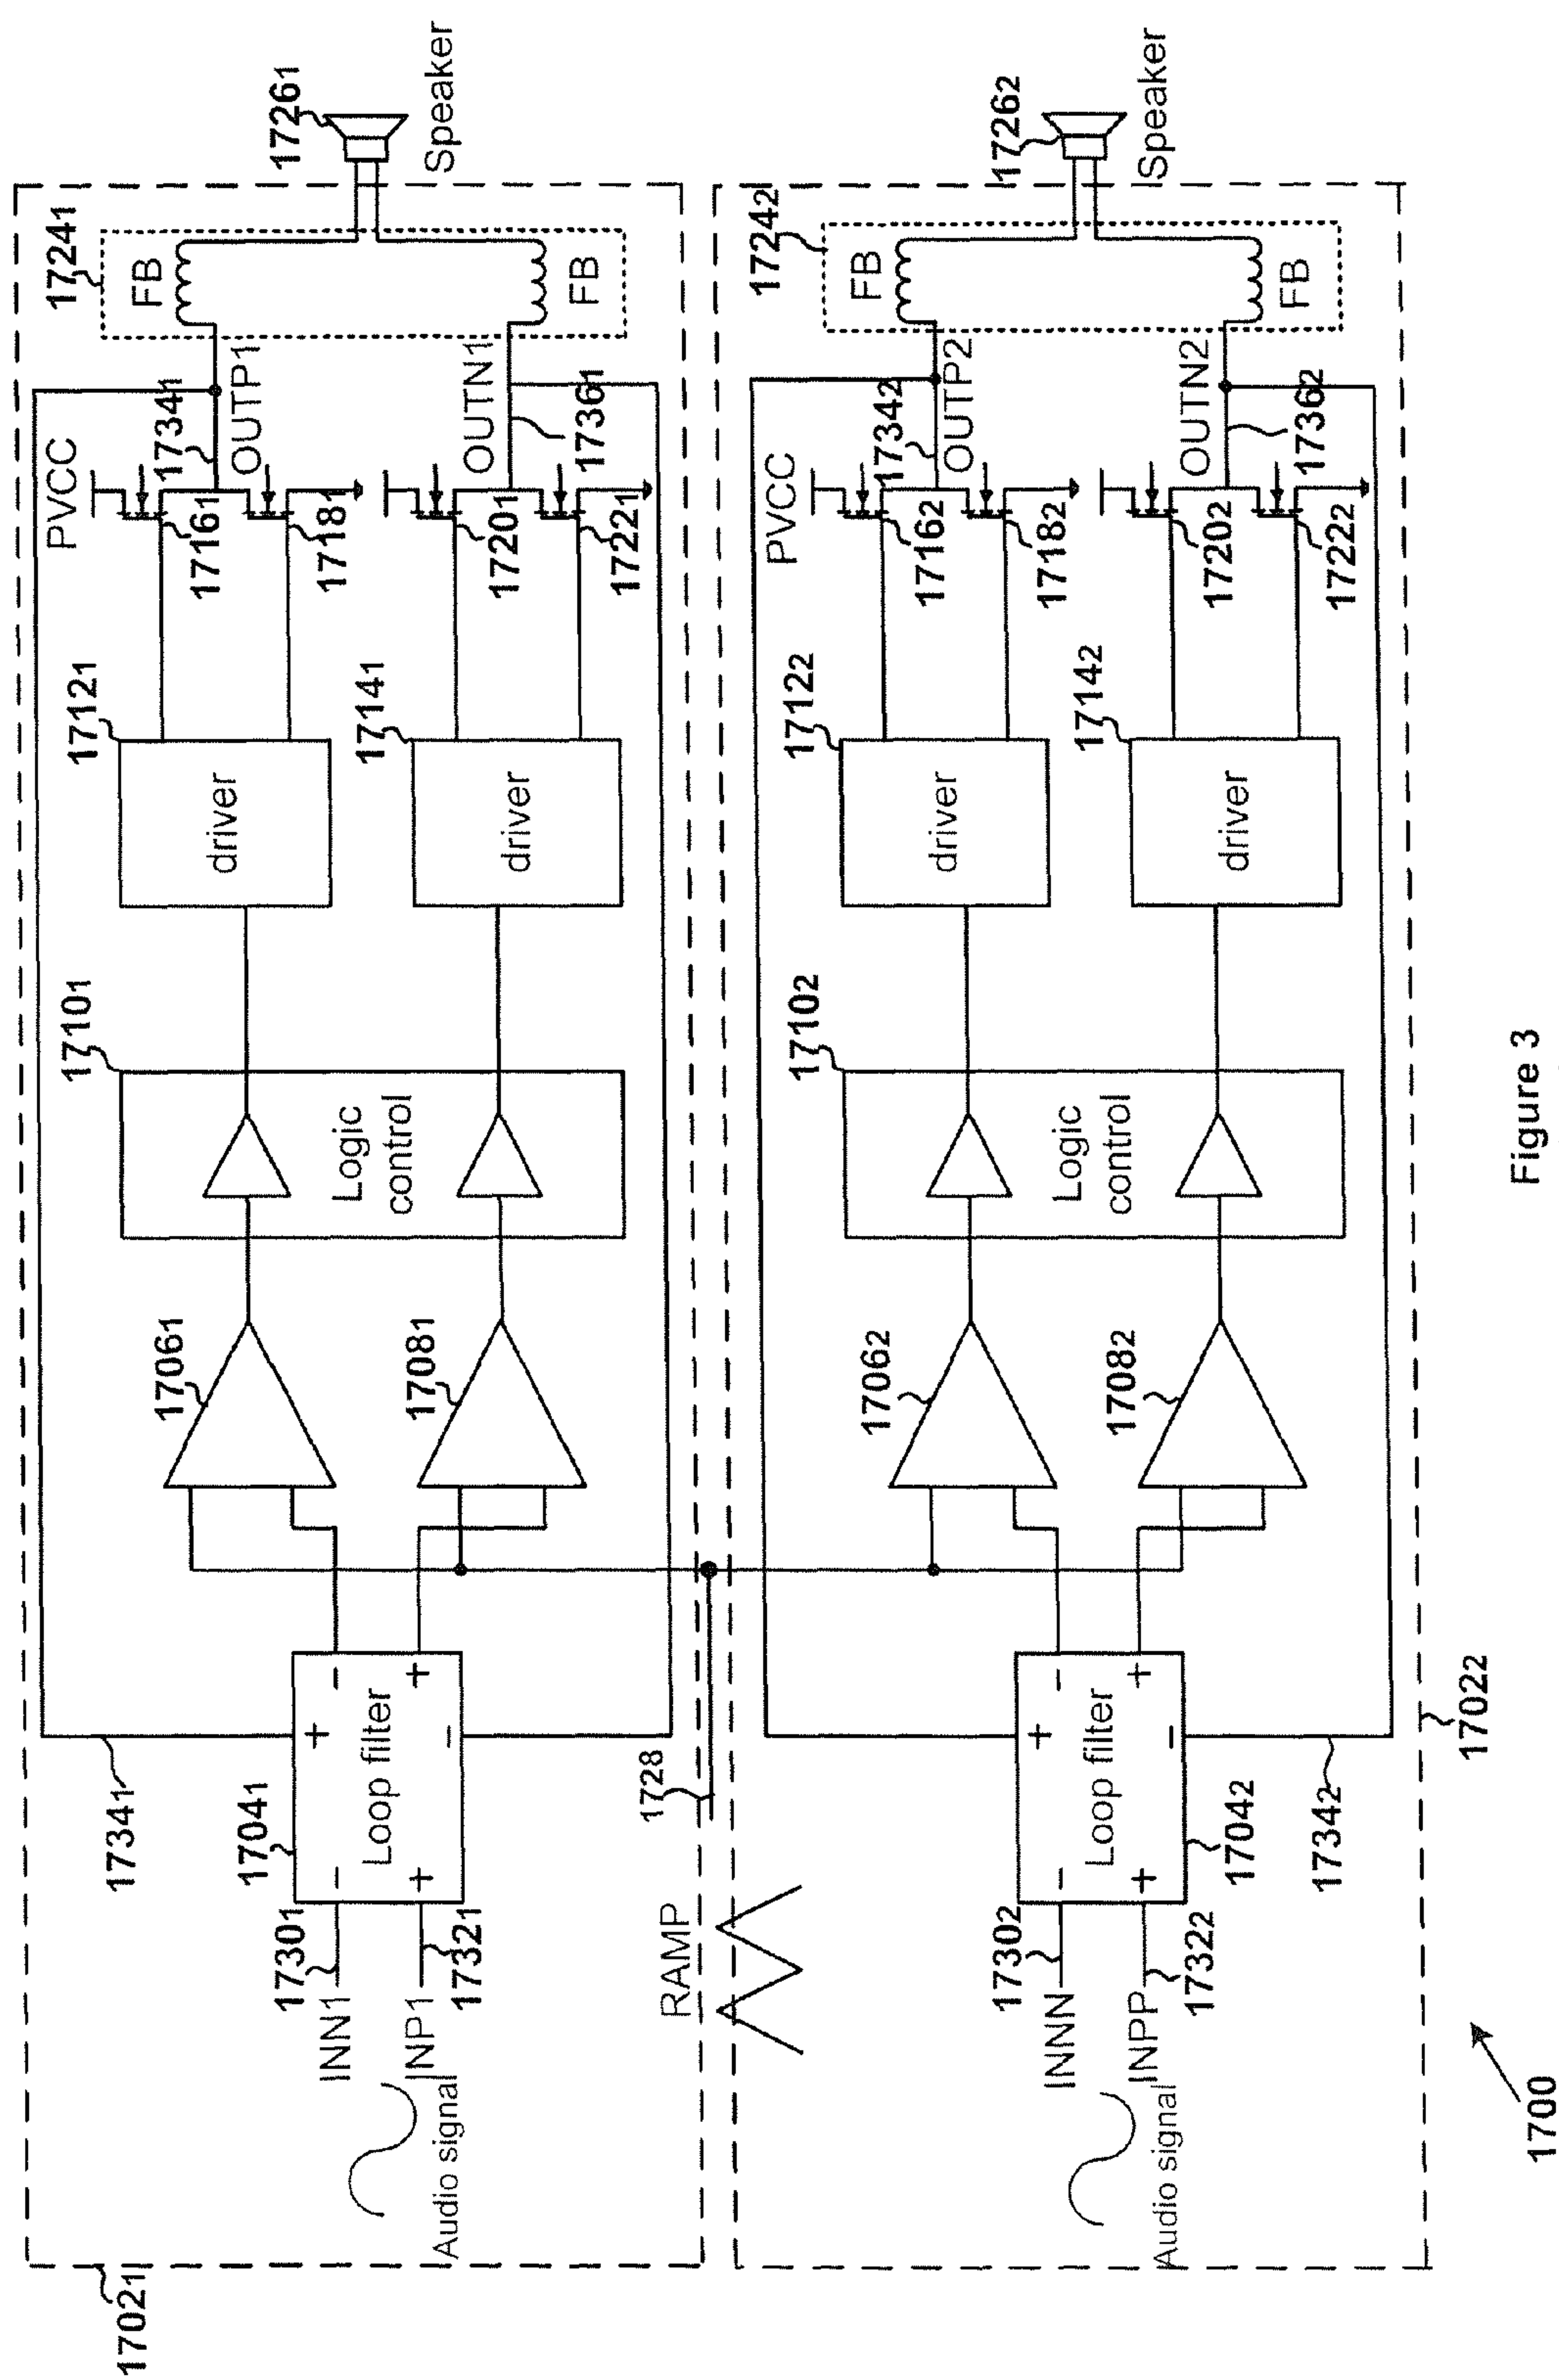 1702₁
Audio signal
INN1
INP1
1730₁
1732₁
1734₁
1704₁
Loop filter
−
+
+
−
−
+
1706₁
1708₁
1710₁
Logic
control
1712₁
driver
1714₁
driver
PVCC
1716₁
1718₁
1720₁
1722₁
1734₁
OUTP1
OUTN1
1736₁
1724₁
FB
FB
1726₁
Speaker
RAMP
1728
Audio signal
INNN
INPP
1730₂
1732₂
1704₂
Loop filter
−
+
+
−
−
+
1734₂
1702₂
1706₂
1708₂
1710₂
Logic
control
1712₂
driver
1714₂
driver
PVCC
1716₂
1718₂
1720₂
1722₂
1734₂
OUTP2
OUTN2
1736₂
1724₂
FB
FB
1726₂
Speaker
1700
Figure 3